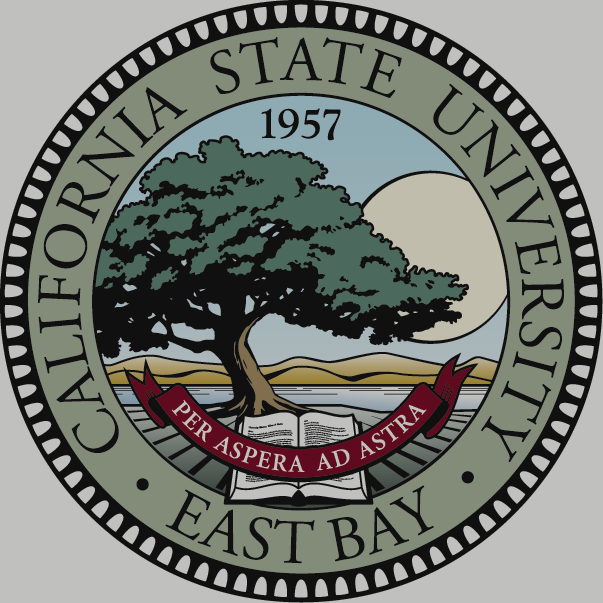 CALIFORNIA STATE UNIVERSITY
1957
PER ASPERA AD ASTRA
• EAST BAY •